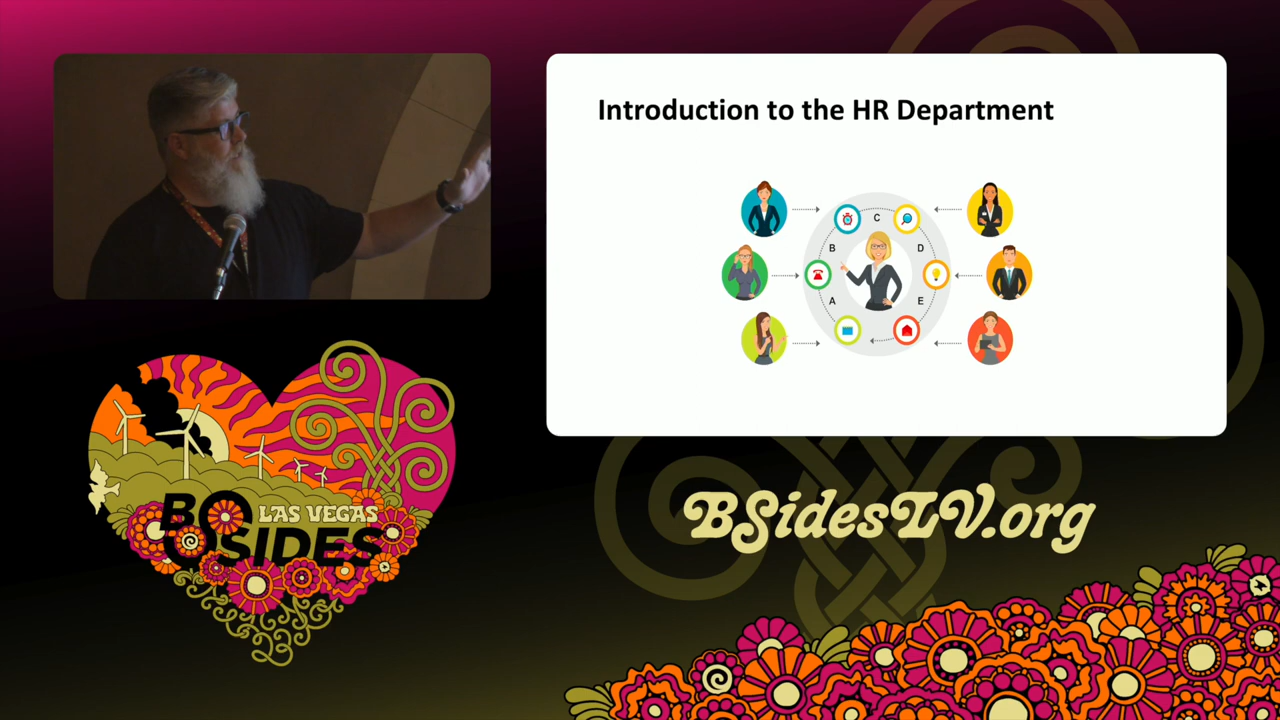 Introduction to the HR Department
C
B
D
A
E
BSIDES
LAS VEGAS
BSidesLV.org